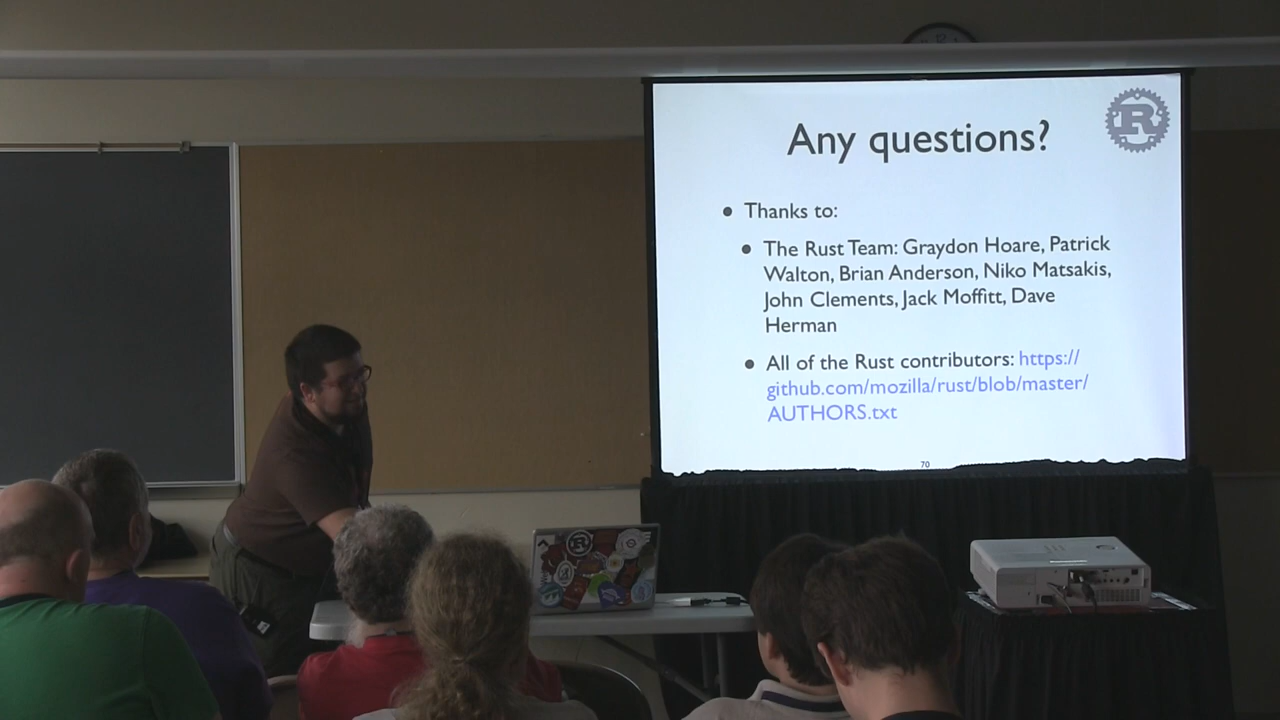 R
Any questions?
• Thanks to:
• The Rust Team: Graydon Hoare, Patrick
Walton, Brian Anderson, Niko Matsakis,
John Clements, Jack Moffitt, Dave
Herman
• All of the Rust contributors: https://
github.com/mozilla/rust/blob/master/
AUTHORS.txt
70
R